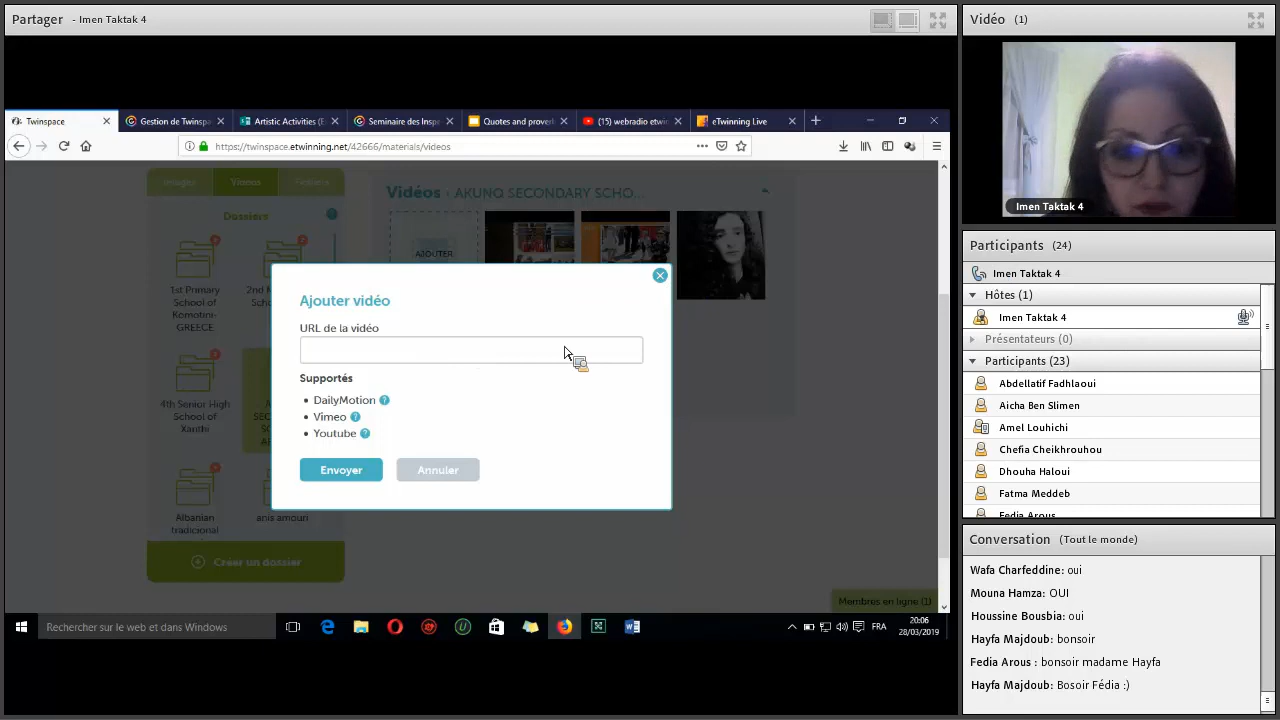 Partager - Imen Taktak 4
Vidéo (1)
Twinspace
Gestion de Twinspa
Artistic Activities (E
Seminaire des Insp
Quotes and prover
(15) webradio etwin
eTwinning Live
https://twinspace.etwinning.net/42666/materials/videos
Images
Videos
Fichiers
Vidéos › AKUNQ SECONDARY SCHO...
Dossiers
AJOUTER
1st Primary
School of
Komotini-
GREECE
4th Senior High
School of
Xanthi
Albanian
tradicional
anis amouri
Créer un dossier
Membres en ligne (1)
Ajouter vidéo
URL de la vidéo
Supportés
DailyMotion ?
Vimeo ?
Youtube ?
Envoyer
Annuler
Rechercher sur le web et dans Windows
FRA
20:06
28/03/2019
Imen Taktak 4
Participants (24)
Imen Taktak 4
Hôtes (1)
Imen Taktak 4
Présentateurs (0)
Participants (23)
Abdellatif Fadhlaoui
Aicha Ben Slimen
Amel Louhichi
Chefia Cheikhrouhou
Dhouha Haloui
Fatma Meddeb
Fedia Arous
Conversation (Tout le monde)
Wafa Charfeddine: oui
Mouna Hamza: OUI
Houssine Bousbia: oui
Hayfa Majdoub: bonsoir
Fedia Arous : bonsoir madame Hayfa
Hayfa Majdoub: Bosoir Fédia :)